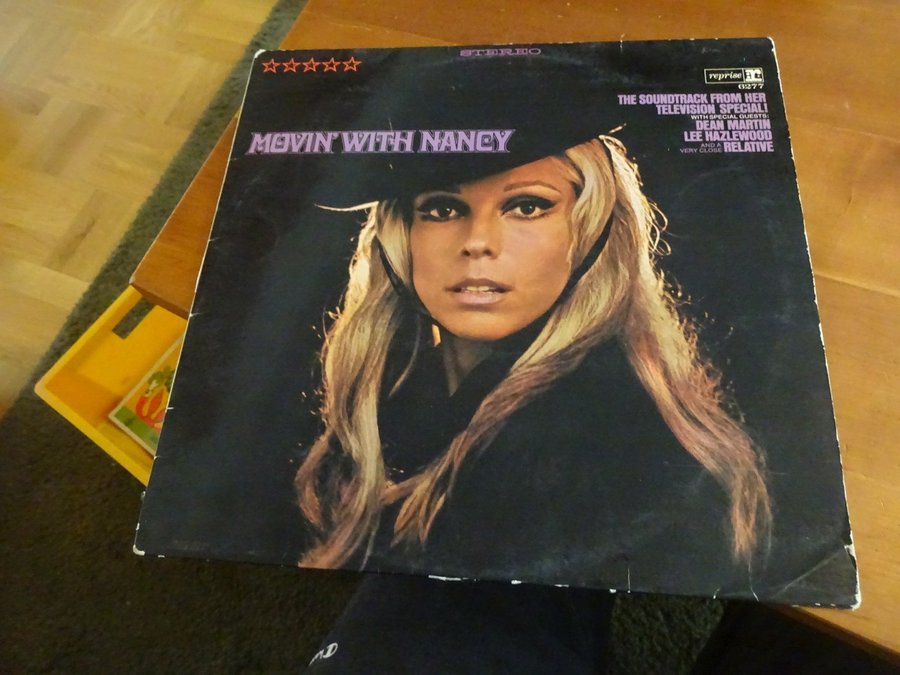 STEREO
reprise
6277
THE SOUNDTRACK FROM HER
TELEVISION SPECIAL!
WITH SPECIAL GUESTS:
DEAN MARTIN
LEE HAZLEWOOD
AND A
VERY CLOSE RELATIVE
MOVIN' WITH NANCY